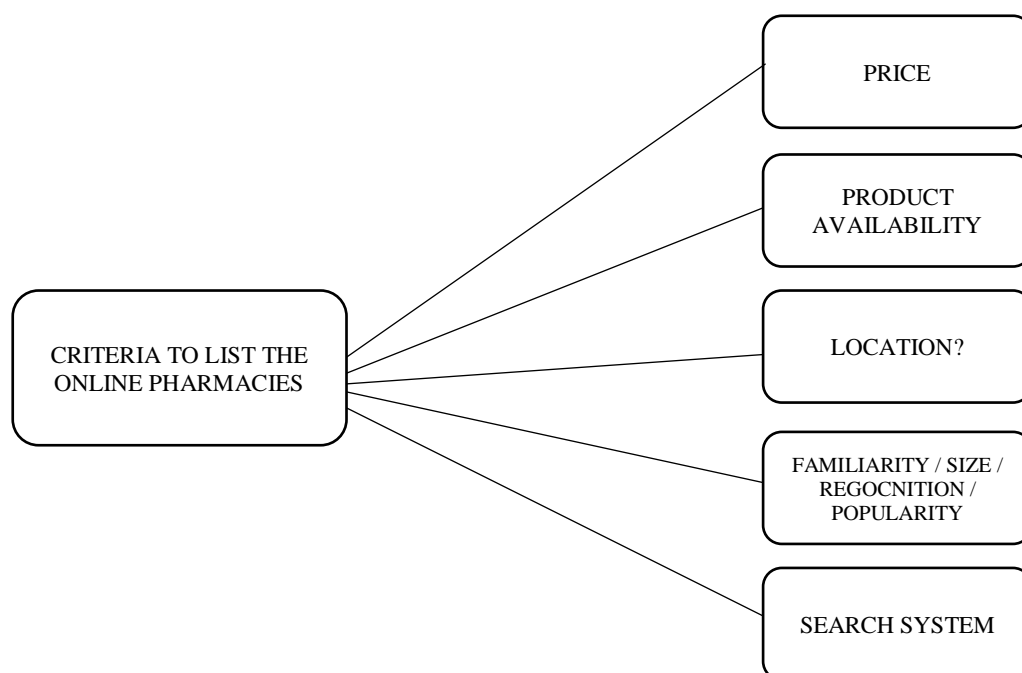 PRICE
PRODUCT
AVAILABILITY
CRITERIA TO LIST THE
ONLINE PHARMACIES
LOCATION?
FAMILIARITY / SIZE /
REGOCNITION /
POPULARITY
SEARCH SYSTEM